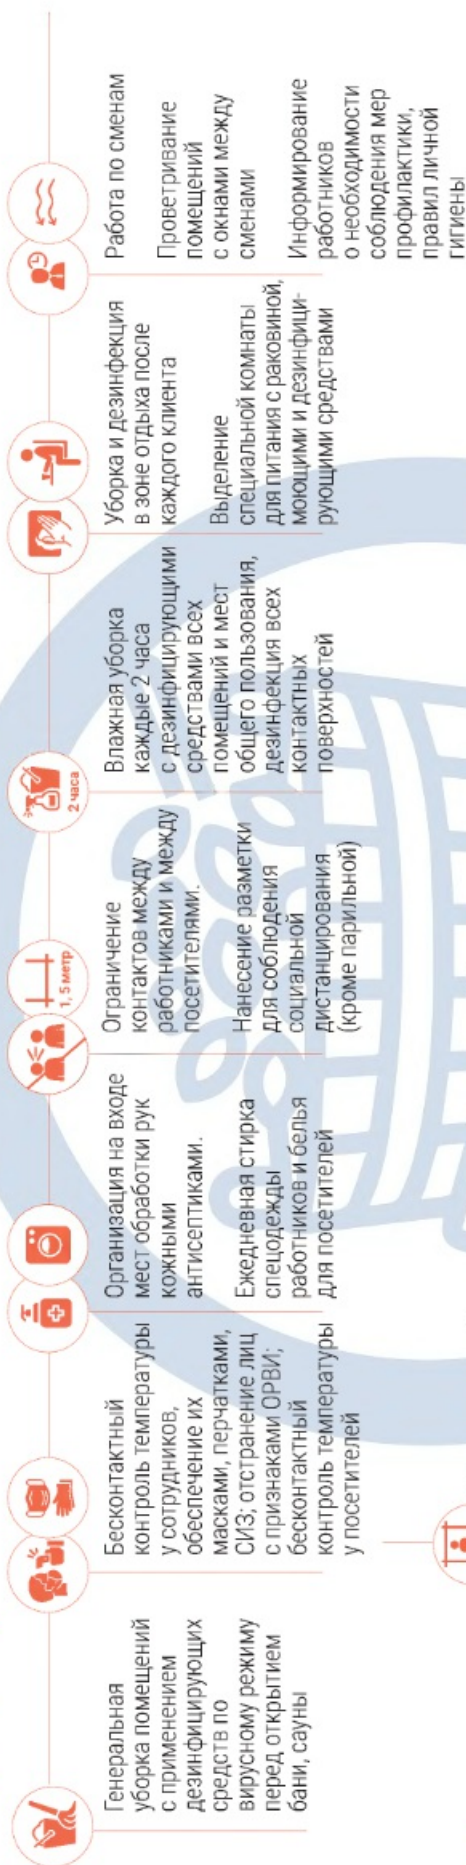 Генеральная
уборка помещений
с применением
дезинфицирующих
средств по
вирусному режиму
перед открытием
бани, сауны
Бесконтактный
контроль температуры
у сотрудников,
обеспечение их
масками, перчатками,
СИЗ; отстранение лиц
с признаками ОРВИ;
бесконтактный
контроль температуры
у посетителей
Организация на входе
мест обработки рук
кожными
антисептиками.
Ежедневная стирка
спецодежды
работников и белья
для посетителей
1, 5 метр
Ограничение
контактов между
работниками и между
посетителями.
Нанесение разметки
для соблюдения
социальной
дистанцирования
(кроме парильной)
2 часа
Влажная уборка
каждые 2 часа
с дезинфицирующими
средствами всех
помещений и мест
общего пользования,
дезинфекция всех
контактных
поверхностей
Уборка и дезинфекция
в зоне отдыха после
каждого клиента
Выделение
специальной комнаты
для питания с раковиной,
моющими и дезинфици-
рующими средствами
Работа по сменам
Проветривание
помещений
с окнами между
сменами
Информирование
работников
о необходимости
соблюдения мер
профилактики,
правил личной
гигиены